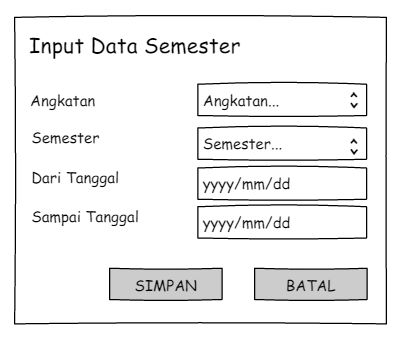 Input Data Semester
Angkatan Angkatan...
Semester Semester...
Dari Tanggal yyyy/mm/dd
Sampai Tanggal yyyy/mm/dd
SIMPAN BATAL